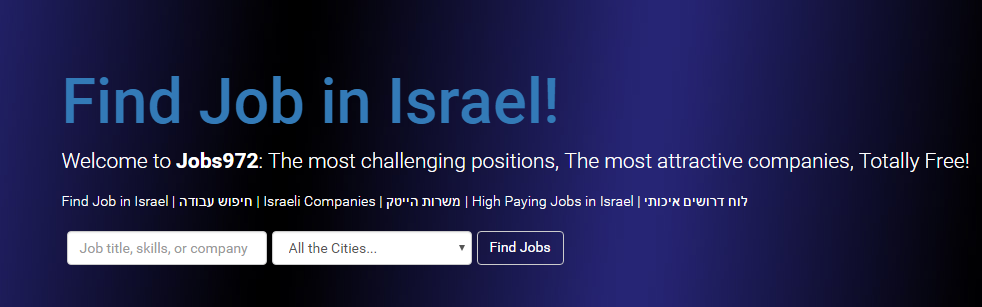 Find Job in Israel!
Welcome to Jobs972: The most challenging positions, The most attractive companies, Totally Free!
Find Job in Israel | חיפוש עבודה | Israeli Companies | משרות הייטק | High Paying Jobs in Israel | לוח דרושים איכותי
Job title, skills, or company All the Cities... Find Jobs